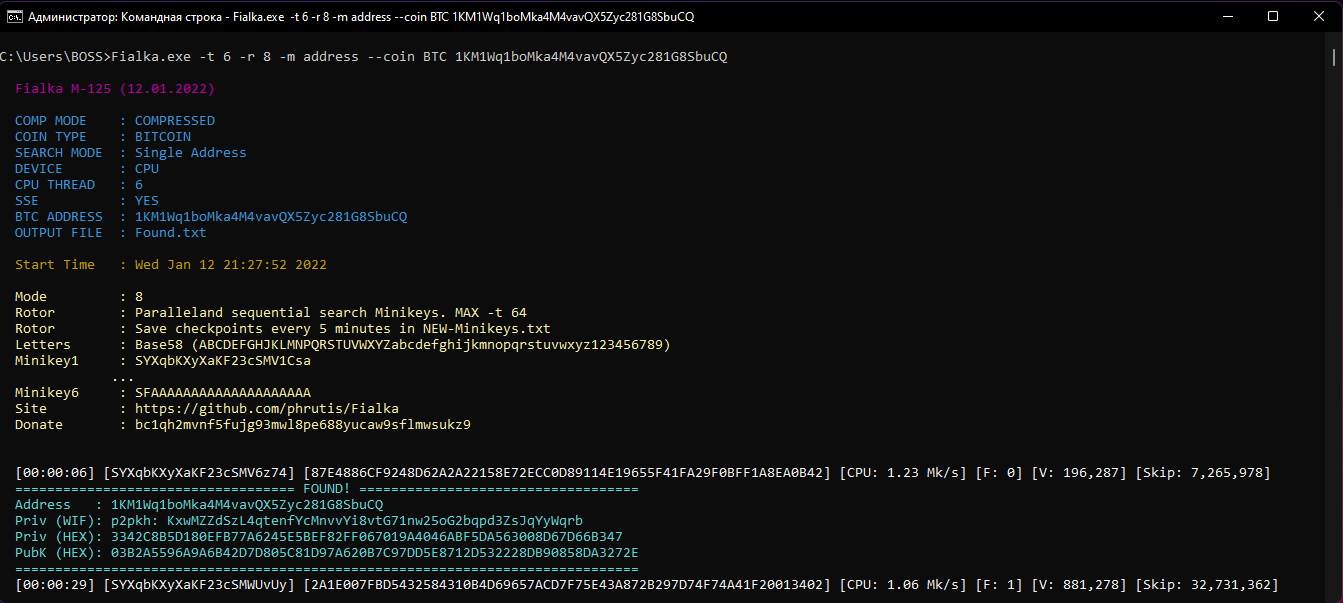 Администратор: Командная строка - Fialka.exe -t 6 -r 8 -m address --coin BTC 1KM1Wq1boMka4M4vavQX5Zyc281G8SbuCQ
C:\Users\BOSS>Fialka.exe -t 6 -r 8 -m address --coin BTC 1KM1Wq1boMka4M4vavQX5Zyc281G8SbuCQ
Fialka M-125 (12.01.2022)
COMP MODE : COMPRESSED
COIN TYPE : BITCOIN
SEARCH MODE : Single Address
DEVICE : CPU
CPU THREAD : 6
SSE : YES
BTC ADDRESS : 1KM1Wq1boMka4M4vavQX5Zyc281G8SbuCQ
OUTPUT FILE : Found.txt
Start Time : Wed Jan 12 21:27:52 2022
Mode : 8
Rotor : Paralleland sequential search Minikeys. MAX -t 64
Rotor : Save checkpoints every 5 minutes in NEW-Minikeys.txt
Letters : Base58 (ABCDEFGHJKLMNPQRSTUVWXYZabcdefghijkmnopqrstuvwxyz123456789)
Minikey1 : SYXqbKXyXaKF23cSMV1Csa
...
Minikey6 : SFAAAAAAAAAAAAAAAAAAAA
Site : https://github.com/phrutis/Fialka
Donate : bc1qh2mvnf5fujg93mwl8pe688yucaw9sflmwsukz9
[00:00:06] [SYXqbKXyXaKF23cSMV6z74] [87E4886CF9248D62A2A22158E72ECC0D89114E19655F41FA29F0BFF1A8EA0B42] [CPU: 1.23 Mk/s] [F: 0] [V: 196,287] [Skip: 7,265,978]
=================================== FOUND! ===================================
Address : 1KM1Wq1boMka4M4vavQX5Zyc281G8SbuCQ
Priv (WIF): p2pkh: KxwMZZdSzL4qtenfYcMnvvYi8vtG71nw25oG2bqpd3ZsJqYyWqrb
Priv (HEX): 3342C8B5D180EFB77A6245E5BEF82FF067019A4046ABF5DA563008D67D66B347
PubK (HEX): 03B2A5596A9A6B42D7D805C81D97A620B7C97DD5E8712D532228DB90858DA3272E
==============================================================================
[00:00:29] [SYXqbKXyXaKF23cSMWUvUy] [2A1E007FBD5432584310B4D69657ACD7F75E43A872B297D74F74A41F20013402] [CPU: 1.06 Mk/s] [F: 1] [V: 881,278] [Skip: 32,731,362]